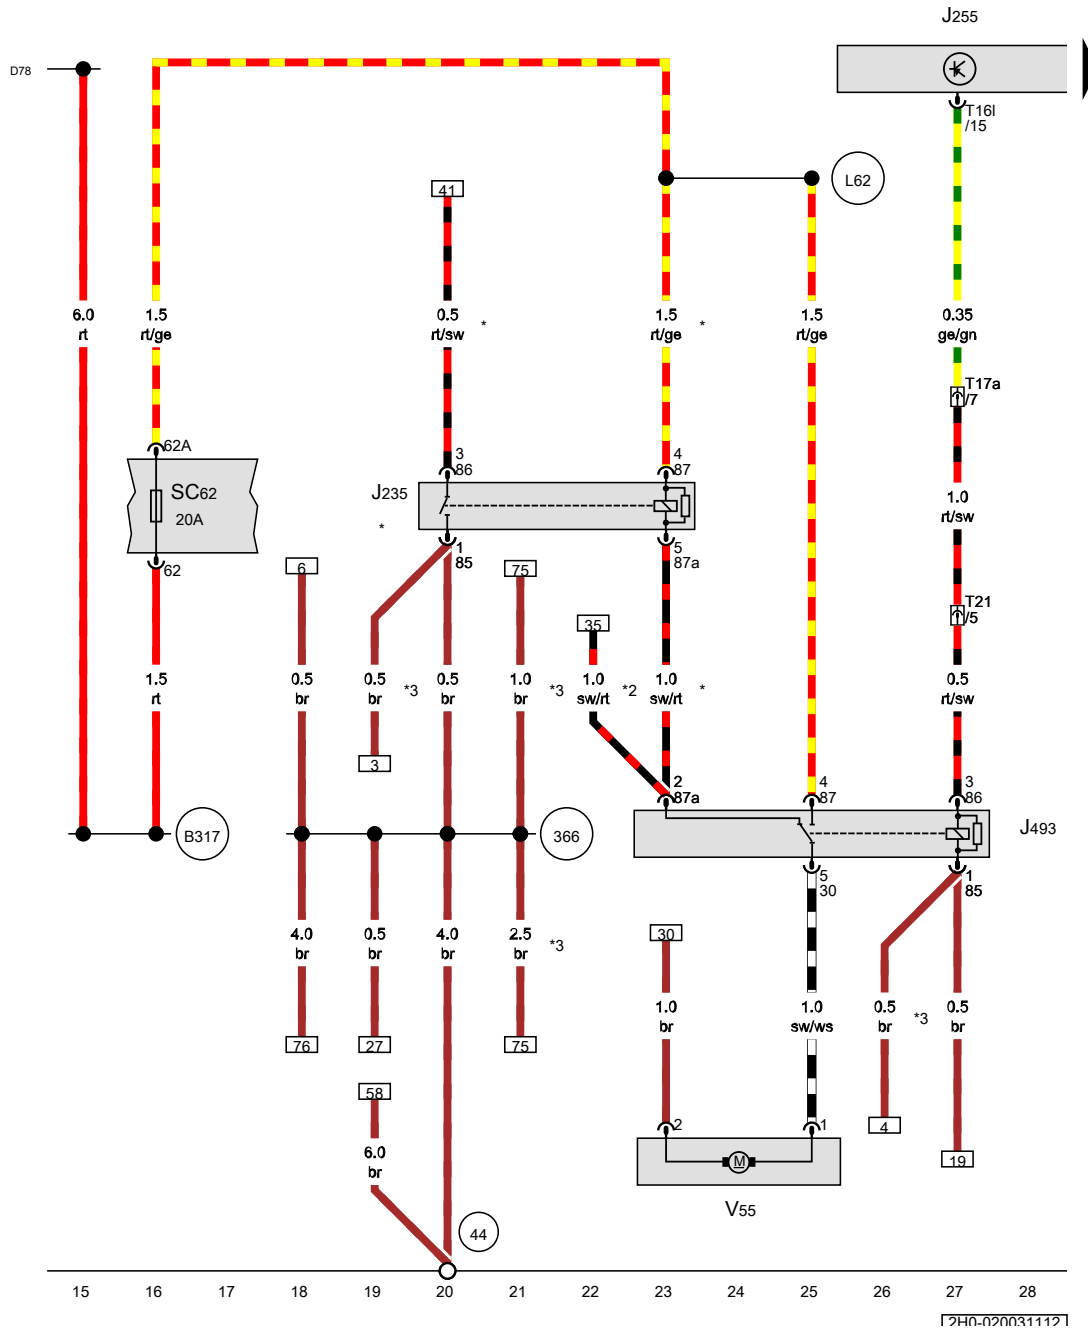 J255
D78
T16l
/15
L62
41
6.0
rt
1.5
rt/ge
0.5
rt/sw
*
1.5
rt/ge
*
1.5
rt/ge
0.35
ge/gn
T17a
/7
62A
3
86
4
87
SC62
20A
J235
*
1.0
rt/sw
62
1
85
5
87a
6
75
35
T21
/5
1.5
rt
0.5
br
0.5
br
*3
0.5
br
1.0
br
*3
1.0
sw/rt
*2
1.0
sw/rt
*
0.5
rt/sw
3
2
87a
4
87
3
86
B317
366
J493
5
30
1
85
4.0
br
0.5
br
4.0
br
2.5
br
*3
30
1.0
br
1.0
sw/ws
0.5
br
*3
0.5
br
76
27
75
58
2
1
4
19
6.0
br
M
V55
44
15 16 17 18 19 20 21 22 23 24 25 26 27 28
2H0-020031112